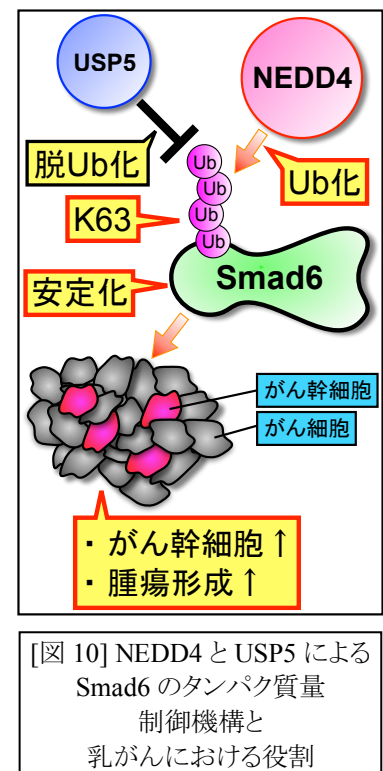 USP5
NEDD4
脱Ub化
Ub
Ub化
Ub
K63
Ub
Ub
Smad6
安定化
がん幹細胞
がん細胞
・ がん幹細胞↑
・ 腫瘍形成↑
[図 10] NEDD4 と USP5 による
Smad6 のタンパク質量
制御機構と
乳がんにおける役割